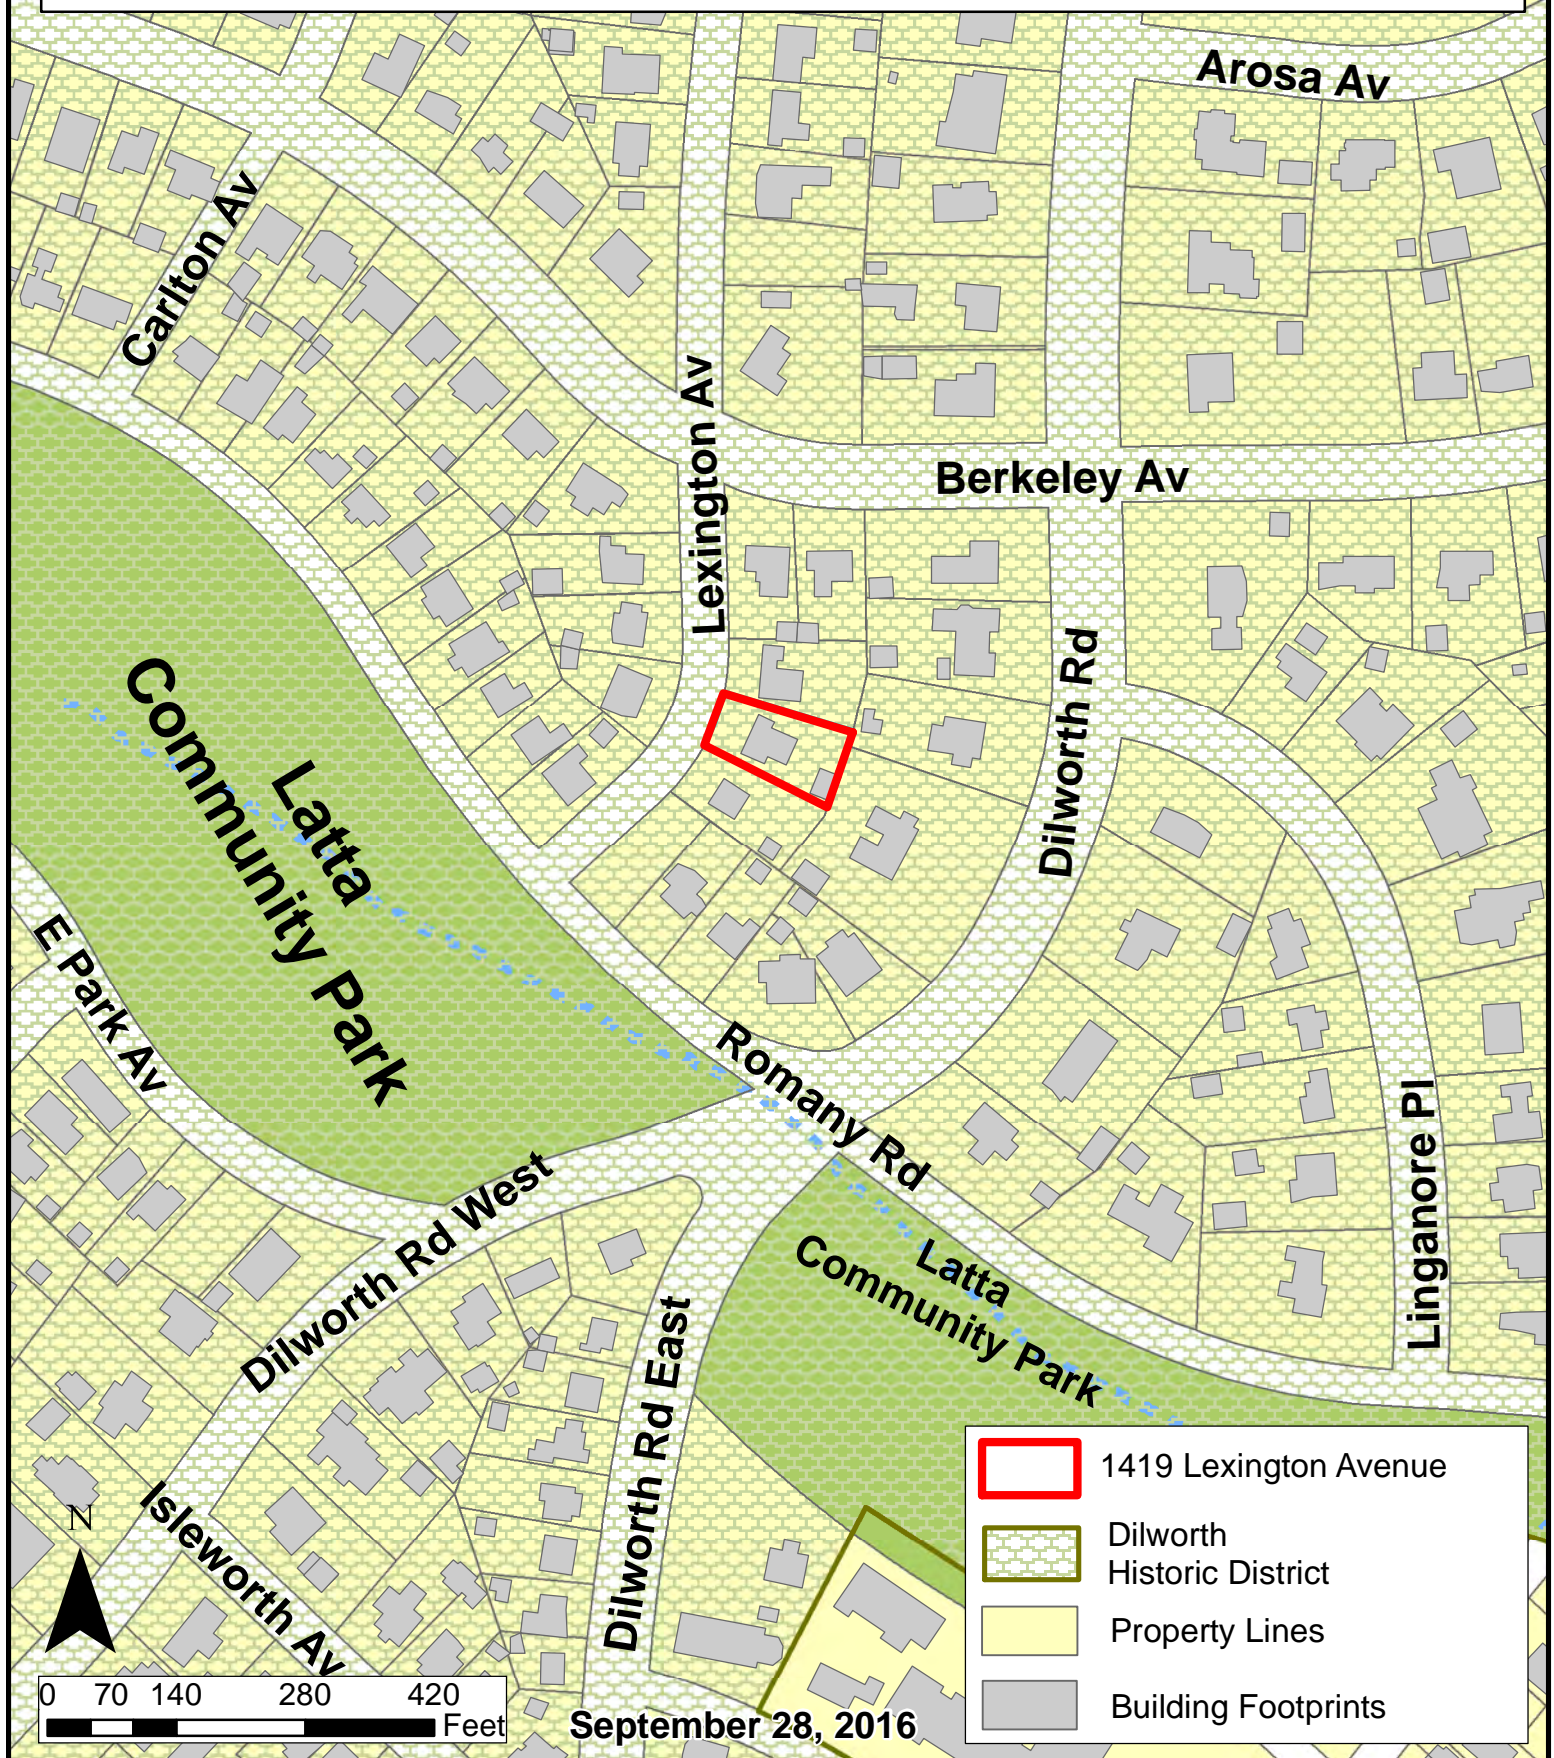 Arosa Av
Carlton Av
Lexington Av
Berkeley Av
Dilworth Rd
Latta
Community Park
E Park Av
Romany Rd
Linganore Pl
Dilworth Rd West
Latta
Community Park
Dilworth Rd East
Isleworth Av
N
0 70 140 280 420
Feet
September 28, 2016
1419 Lexington Avenue
Dilworth
Historic District
Property Lines
Building Footprints